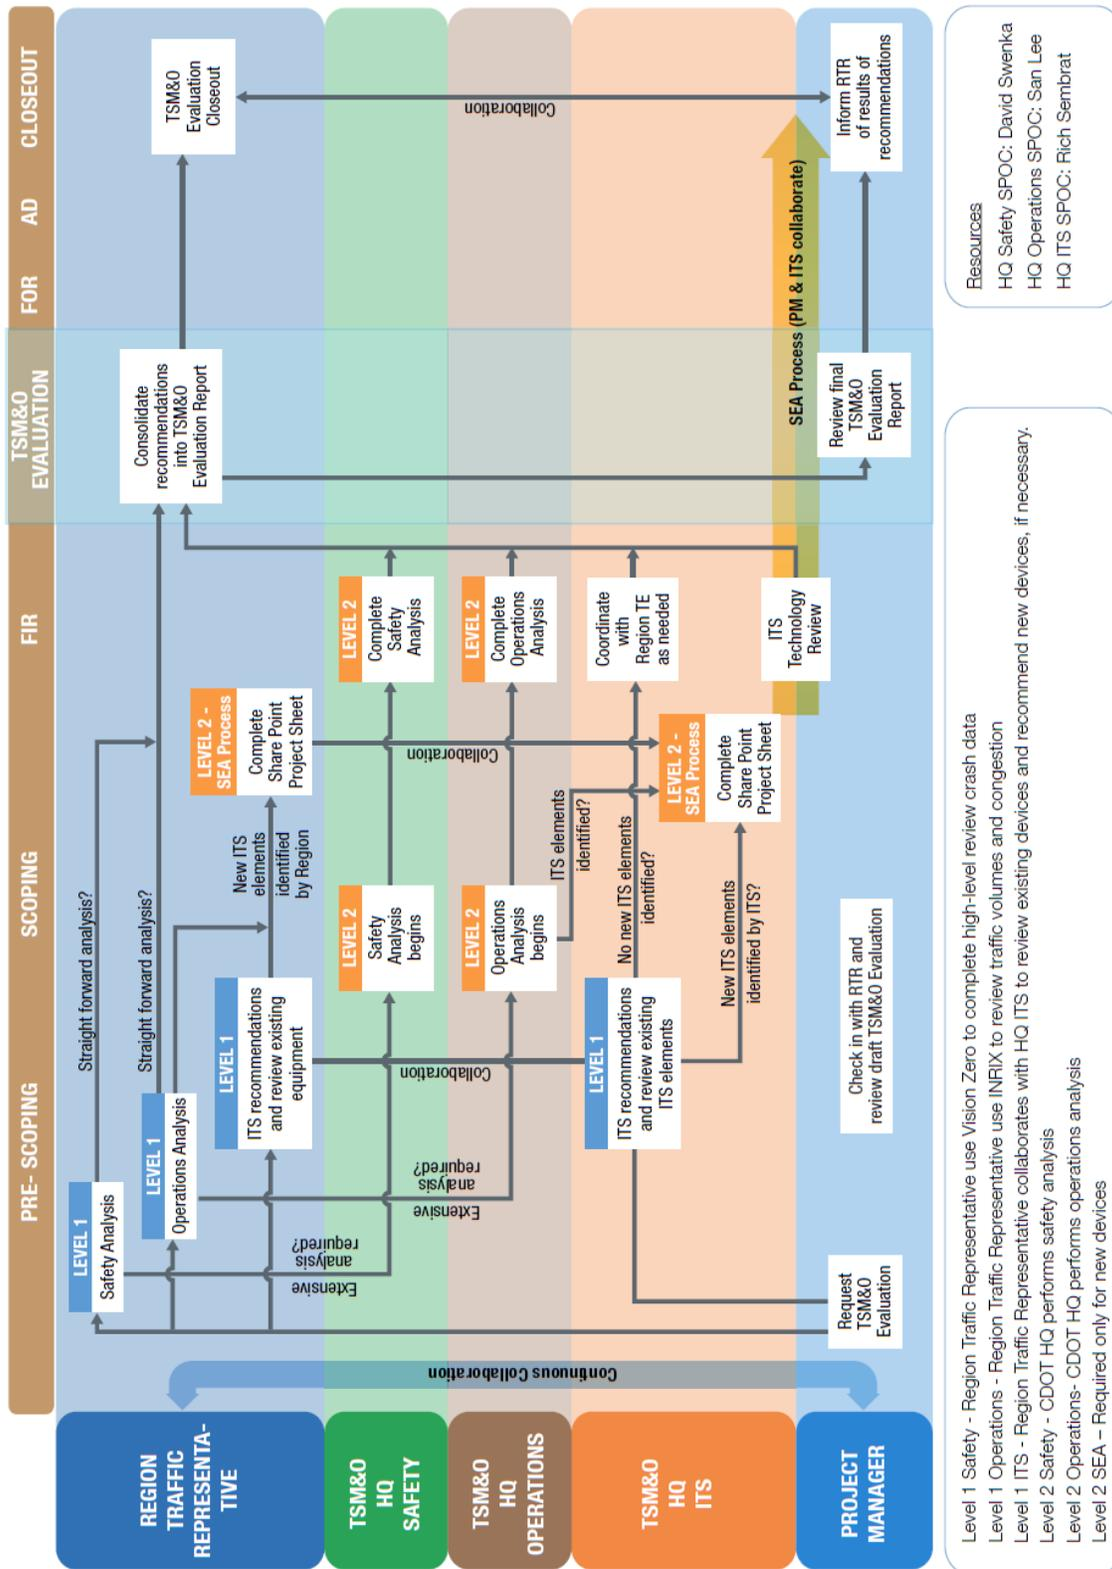 PRE- SCOPING
SCOPING
FIR
TSM&O
EVALUATION
FOR
AD
CLOSEOUT
REGION
TRAFFIC
REPRESENTA-
TIVE
LEVEL 1
Safety Analysis
Straight forward analysis?
LEVEL 1
Operations Analysis
Straight forward analysis?
LEVEL 1
ITS recommendations
and review existing
equipment
New ITS
elements
identified
by Region
LEVEL 2 -
SEA Process
Complete
Share Point
Project Sheet
Consolidate
recommendations
into TSM&O
Evaluation Report
TSM&O
Evaluation
Closeout
Extensive
analysis
required?
Extensive
analysis
required?
TSM&O
HQ
SAFETY
LEVEL 2
Safety
Analysis
begins
LEVEL 2
Complete
Safety
Analysis
TSM&O
HQ
OPERATIONS
Collaboration
LEVEL 2
Operations
Analysis
begins
Collaboration
LEVEL 2
Complete
Operations
Analysis
Collaboration
ITS elements
identified?
TSM&O
HQ
ITS
LEVEL 1
ITS recommendations
and review existing
ITS elements
No new ITS elements
identified?
New ITS elements
identified by ITS?
LEVEL 2 -
SEA Process
Complete
Share Point
Project Sheet
Coordinate
with
Region TE
as needed
ITS
Technology
Review
SEA Process (PM & ITS collaborate)
PROJECT
MANAGER
Continuous Collaboration
Request
TSM&O
Evaluation
Check in with RTR and
review draft TSM&O Evaluation
Review final
TSM&O
Evaluation
Report
Inform RTR
of results of
recommendations
Level 1 Safety - Region Traffic Representative use Vision Zero to complete high-level review crash data
Level 1 Operations - Region Traffic Representative use INRIX to review traffic volumes and congestion
Level 1 ITS - Region Traffic Representative collaborates with HQ ITS to review existing devices and recommend new devices, if necessary.
Level 2 Safety - CDOT HQ performs safety analysis
Level 2 Operations- CDOT HQ performs operations analysis
Level 2 SEA – Required only for new devices
Resources
HQ Safety SPOC: David Swenka
HQ Operations SPOC: San Lee
HQ ITS SPOC: Rich Sembrat